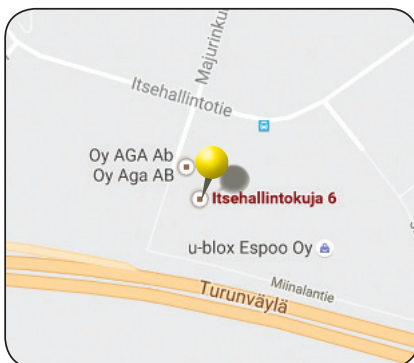 Majurinku
Itsehallintotie
Oy AGA Ab
Oy Aga AB
Itsehallintokuja 6
u-blox Espoo Oy
Miinalantie
Turunväylä